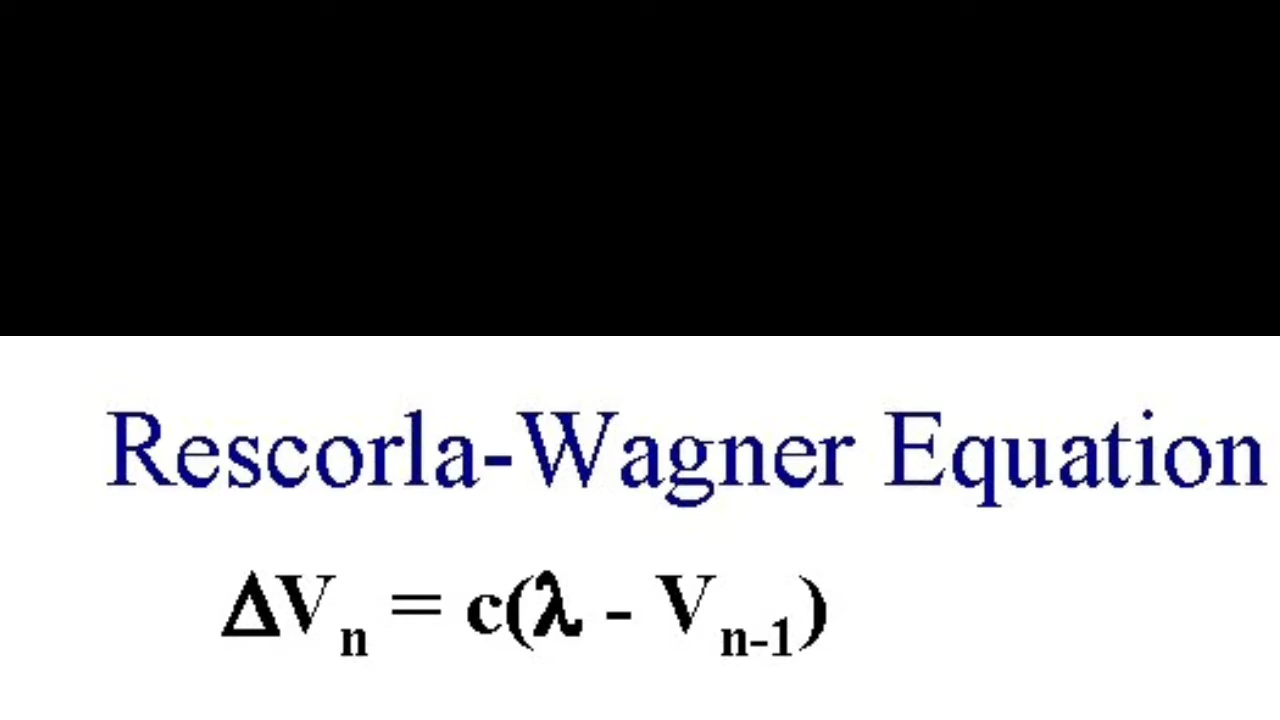 Rescorla-Wagner Equation
ΔVₙ = c(λ - Vₙ₋₁)